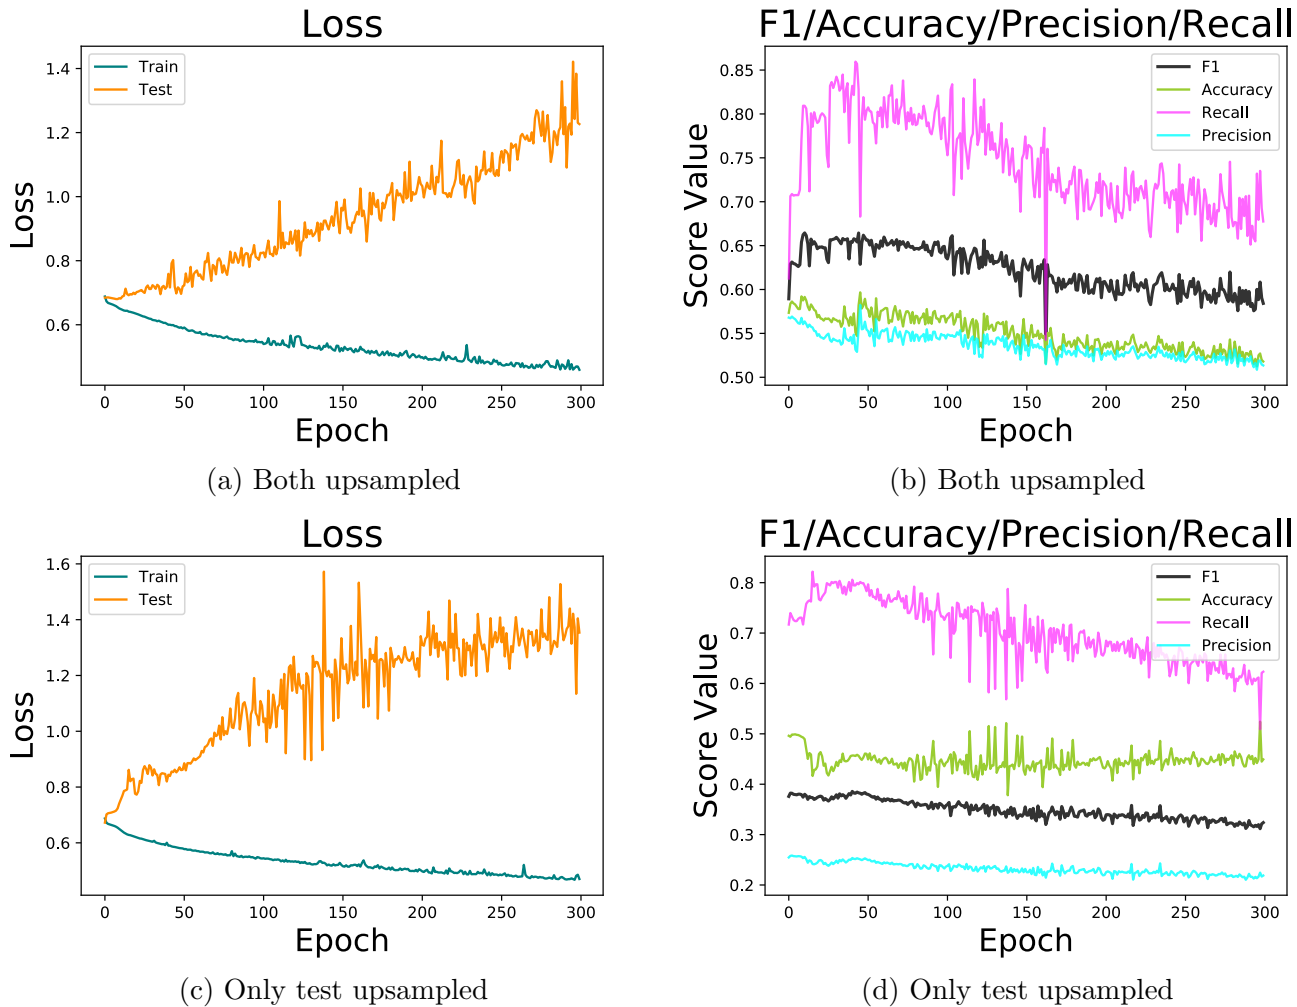 Loss
Loss
1.4
1.2
1.0
0.8
0.6
Train
Test
0
50
100
150
200
250
300
Epoch
(a) Both upsampled
F1/Accuracy/Precision/Recall
Score Value
0.85
0.80
0.75
0.70
0.65
0.60
0.55
0.50
F1
Accuracy
Recall
Precision
0
50
100
150
200
250
300
Epoch
(b) Both upsampled
Loss
Loss
1.6
1.4
1.2
1.0
0.8
0.6
Train
Test
0
50
100
150
200
250
300
Epoch
(c) Only test upsampled
F1/Accuracy/Precision/Recall
Score Value
0.8
0.7
0.6
0.5
0.4
0.3
0.2
F1
Accuracy
Recall
Precision
0
50
100
150
200
250
300
Epoch
(d) Only test upsampled